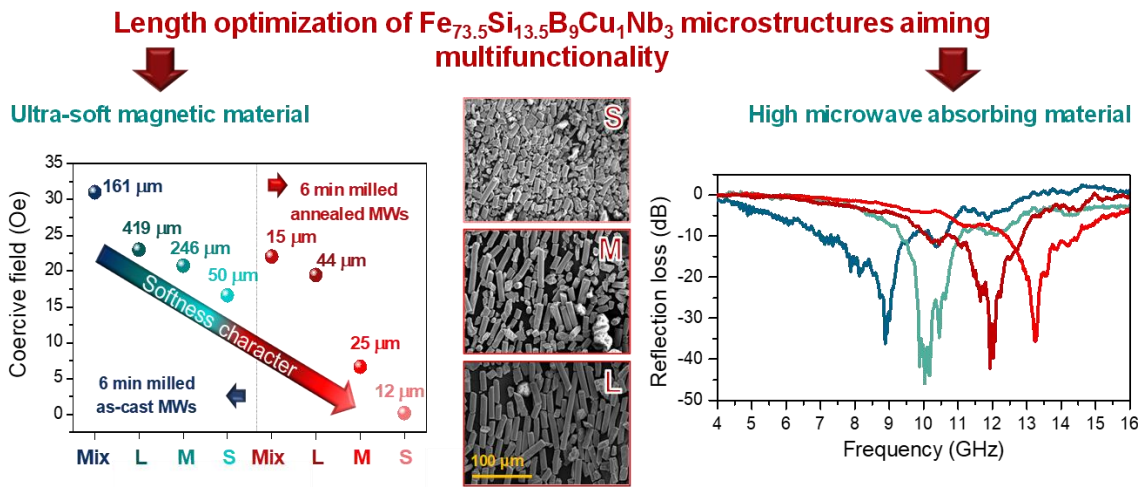 Length optimization of Fe73.5Si13.5B9Cu1Nb3 microstructures aiming
multifunctionality
Ultra-soft magnetic material
High microwave absorbing material
Coercive field (Oe)
35
30
25
20
15
10
5
0
161 µm
419 µm
246 µm
50 µm
6 min milled
annealed MWs
15 µm
44 µm
25 µm
12 µm
Softness character
6 min milled
as-cast MWs
Mix L M S Mix L M S
S
M
L
100 µm
Reflection loss (dB)
0
-10
-20
-30
-40
-50
4 5 6 7 8 9 10 11 12 13 14 15 16
Frequency (GHz)